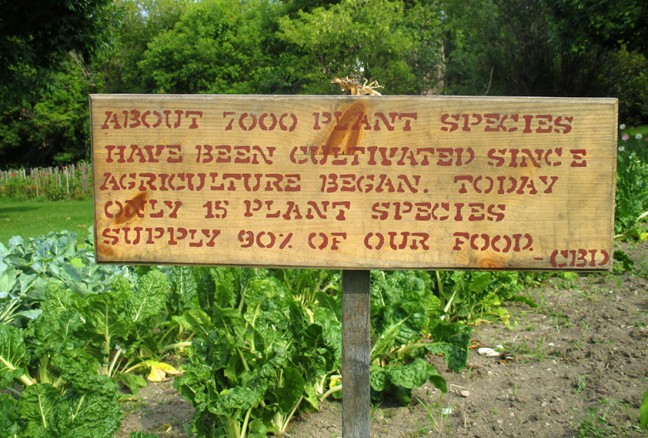 ABOUT 7000 PLANT SPECIES
HAVE BEEN CULTIVATED SINCE
AGRICULTURE BEGAN. TODAY
ONLY 15 PLANT SPECIES
SUPPLY 90% OF OUR FOOD. -CBD